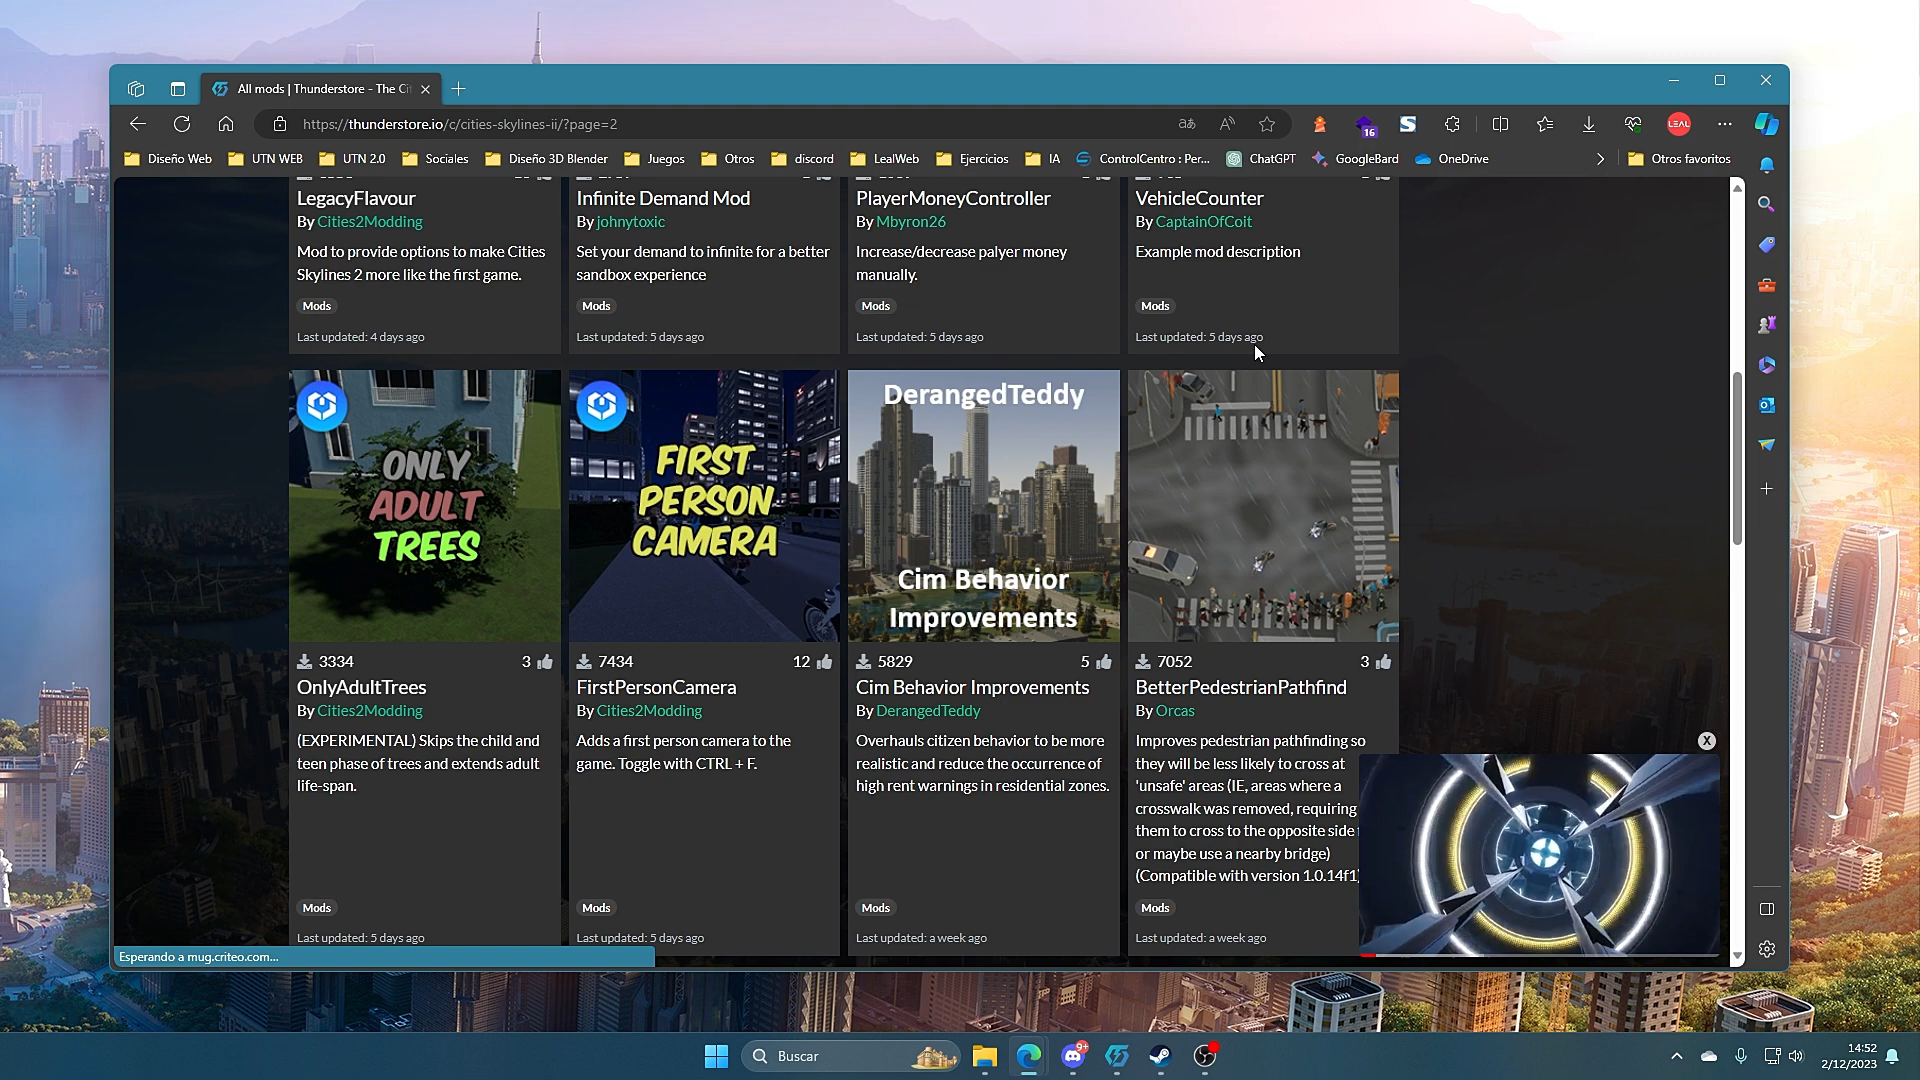 All mods | Thunderstore - The Cit
https://thunderstore.io/c/cities-skylines-ii/?page=2
aあ
A
16
S
LEAL
Diseño Web
UTN WEB
UTN 2.0
Sociales
Diseño 3D Blender
Juegos
Otros
discord
LealWeb
Ejercicios
IA
ControlCentro : Per...
ChatGPT
GoogleBard
OneDrive
Otros favoritos
LegacyFlavour
By Cities2Modding
Mod to provide options to make Cities
Skylines 2 more like the first game.
Mods
Last updated: 4 days ago
Infinite Demand Mod
By johnytoxic
Set your demand to infinite for a better
sandbox experience
Mods
Last updated: 5 days ago
PlayerMoneyController
By Mbyron26
Increase/decrease palyer money
manually.
Mods
Last updated: 5 days ago
VehicleCounter
By CaptainOfCoit
Example mod description
Mods
Last updated: 5 days ago
ONLY
ADULT
TREES
3334
3
OnlyAdultTrees
By Cities2Modding
(EXPERIMENTAL) Skips the child and
teen phase of trees and extends adult
life-span.
Mods
Last updated: 5 days ago
FIRST
PERSON
CAMERA
7434
12
FirstPersonCamera
By Cities2Modding
Adds a first person camera to the
game. Toggle with CTRL + F.
Mods
Last updated: 5 days ago
DerangedTeddy
Cim Behavior
Improvements
5829
5
Cim Behavior Improvements
By DerangedTeddy
Overhauls citizen behavior to be more
realistic and reduce the occurrence of
high rent warnings in residential zones.
Mods
Last updated: a week ago
7052
3
BetterPedestrianPathfind
By Orcas
Improves pedestrian pathfinding so
they will be less likely to cross at
'unsafe' areas (IE, areas where a
crosswalk was removed, requiring
them to cross to the opposite side
or maybe use a nearby bridge)
(Compatible with version 1.0.14f1)
Mods
Last updated: a week ago
X
Esperando a mug.criteo.com...
Buscar
9+
14:52
2/12/2023